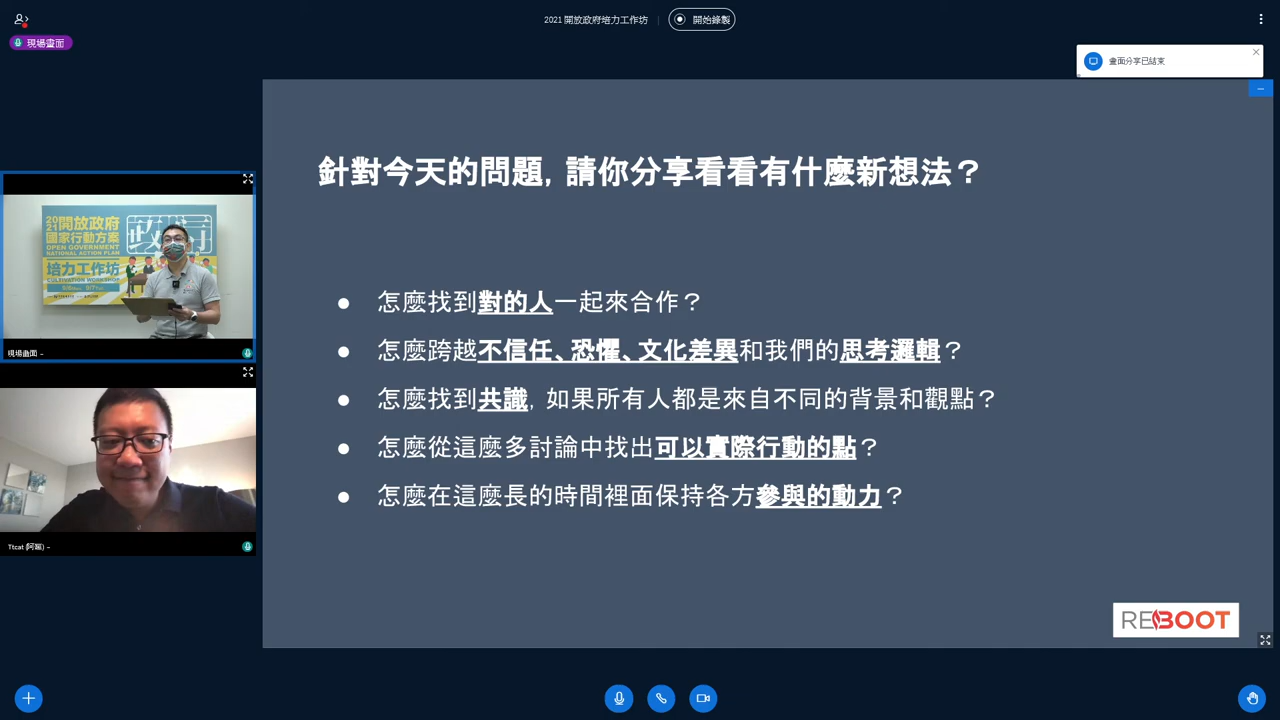 2021 開放政府培力工作坊
開始錄製
現場畫面
畫面分享已結束
針對今天的問題，請你分享看看有什麼新想法？
● 怎麼找到對的人一起來合作？
● 怎麼跨越不信任、恐懼、文化差異和我們的思考邏輯？
● 怎麼找到共識，如果所有人都是來自不同的背景和觀點？
● 怎麼從這麼多討論中找出可以實際行動的點？
● 怎麼在這麼長的時間裡面保持各方參與的動力？
REBOOT
2021開放政府
國家行動方案
OPEN GOVERNMENT
NATIONAL ACTION PLAN
培力工作坊
CULTIVATION WORKSHOP
現場畫面